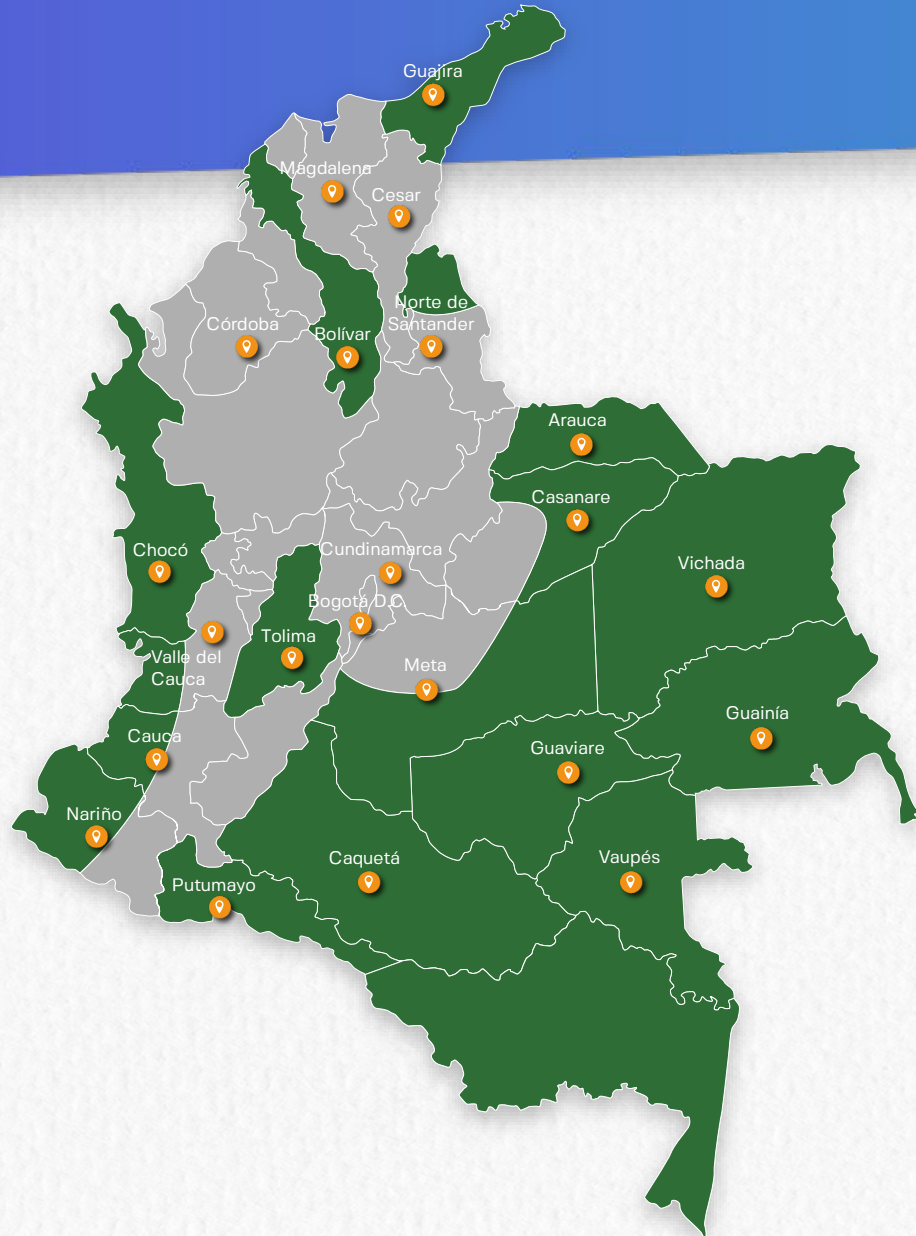 Guajira
Magdalena
Cesar
Norte de
Santander
Córdoba
Bolívar
Arauca
Casanare
Chocó
Cundinamarca
Vichada
Bogotá D.C.
Tolima
Valle del
Cauca
Meta
Guainía
Cauca
Guaviare
Nariño
Caquetá
Vaupés
Putumayo